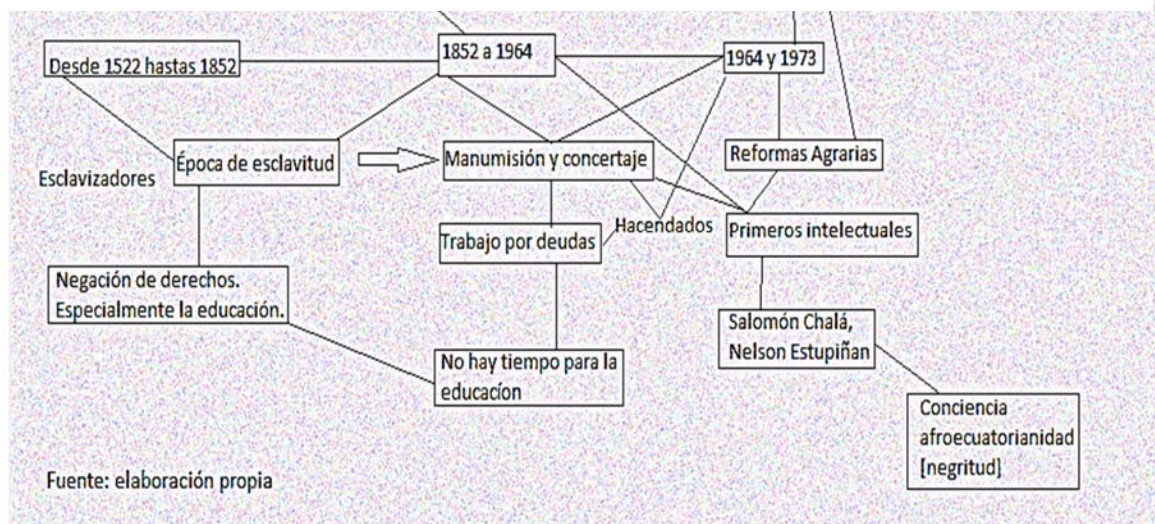 Desde 1522 hastas 1852
1852 a 1964
1964 y 1973
Esclavizadores
Época de esclavitud
Manumisión y concertaje
Reformas Agrarias
Trabajo por deudas
Hacendados
Primeros intelectuales
Negación de derechos.
Especialmente la educación.
Salomón Chalá,
Nelson Estupiñan
No hay tiempo para la
educacíon
Conciencia
afroecuatorianidad
[negritud]
Fuente: elaboración propia